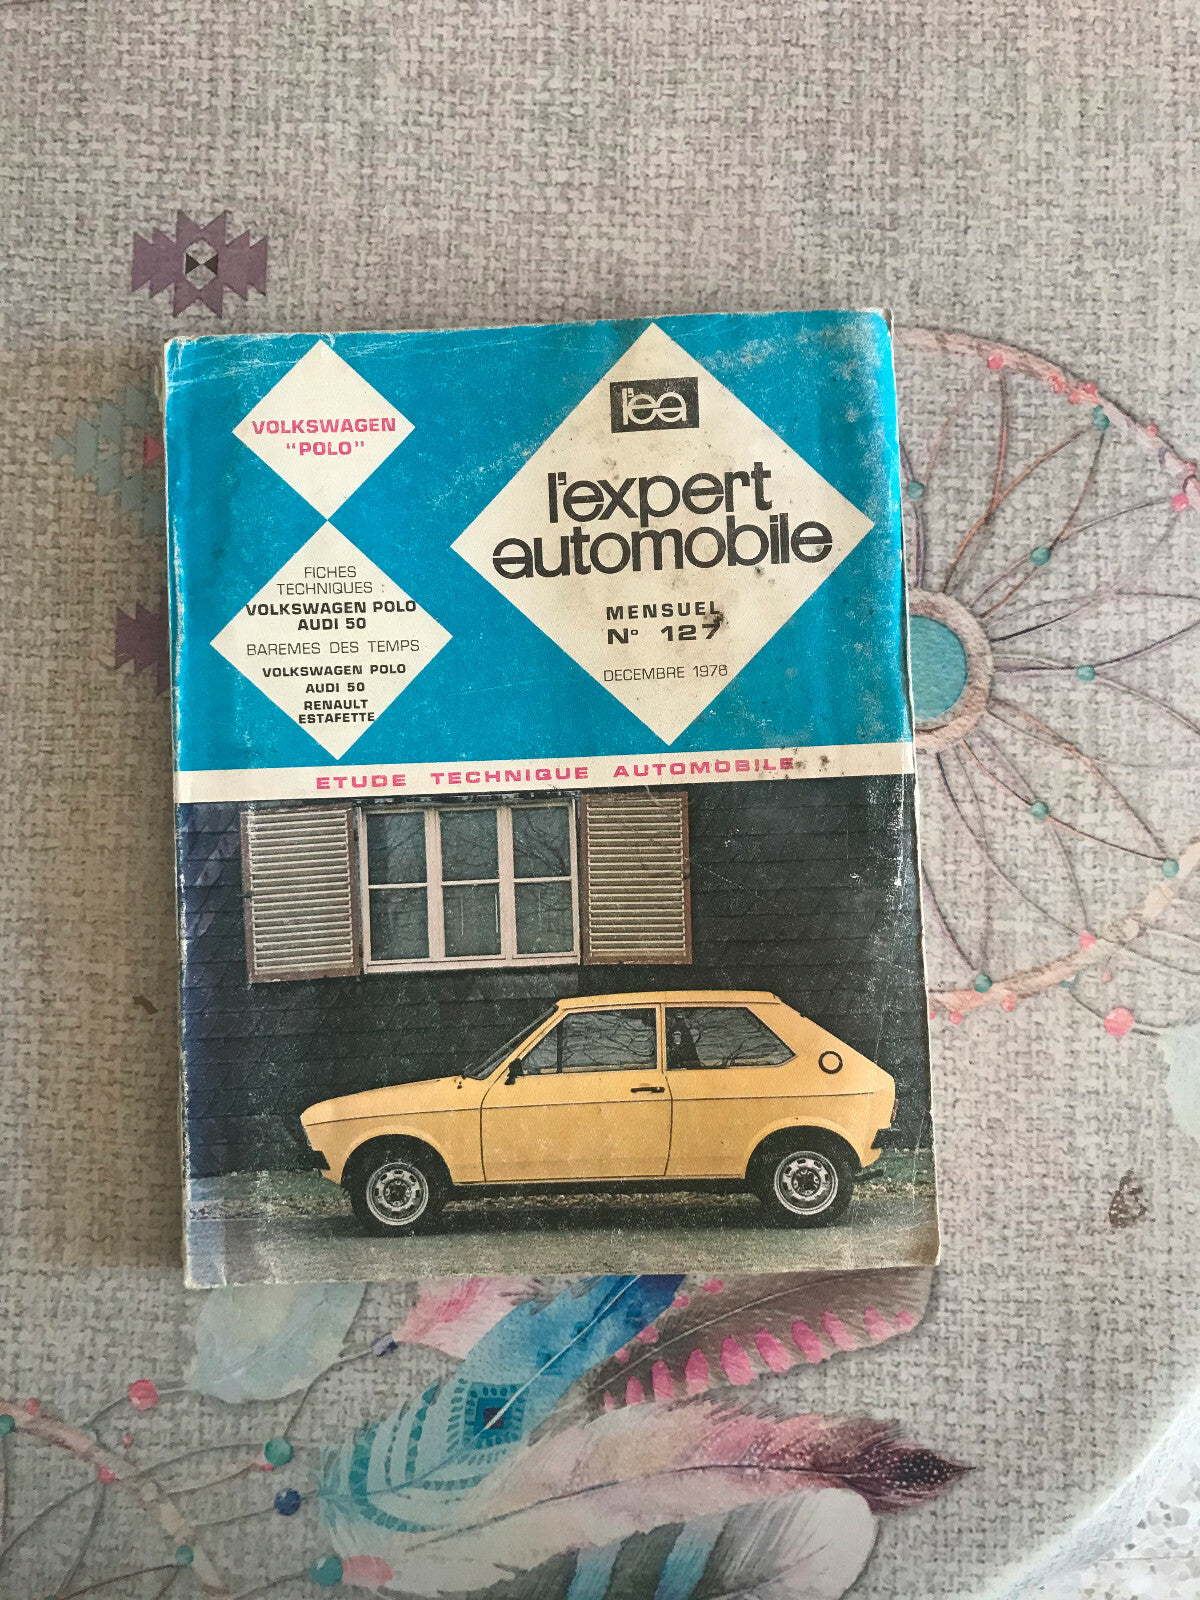 VOLKSWAGEN
"POLO"
FICHES
TECHNIQUES :
VOLKSWAGEN POLO
AUDI 50
BAREMES DES TEMPS
VOLKSWAGEN POLO
AUDI 50
RENAULT
ESTAFETTE
l'ea
l'expert
automobile
MENSUEL
N° 127
DECEMBRE 1978
ETUDE TECHNIQUE AUTOMOBILE